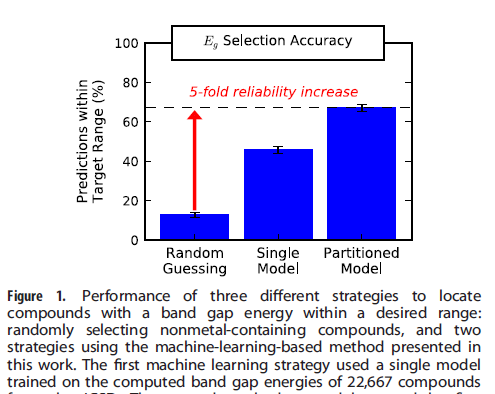 E_g Selection Accuracy
100
5-fold reliability increase
80
60
40
20
0
Predictions within
Target Range (%)
Random
Guessing
Single
Model
Partitioned
Model
Figure 1. Performance of three different strategies to locate
compounds with a band gap energy within a desired range:
randomly selecting nonmetal-containing compounds, and two
strategies using the machine-learning-based method presented in
this work. The first machine learning strategy used a single model
trained on the computed band gap energies of 22,667 compounds